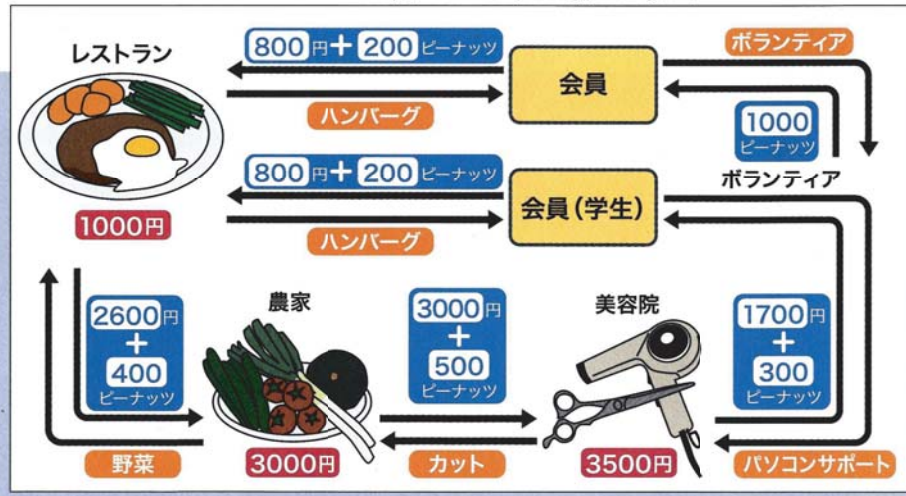 レストラン
800円+200ピーナッツ
会員
ボランティア
ハンバーグ
1000
ピーナッツ
ボランティア
800円+200ピーナッツ
会員(学生)
1000円
ハンバーグ
2600円
+
400
ピーナッツ
農家
3000円
+
500
ピーナッツ
美容院
1700円
+
300
ピーナッツ
野菜
3000円
カット
3500円
パソコンサポート